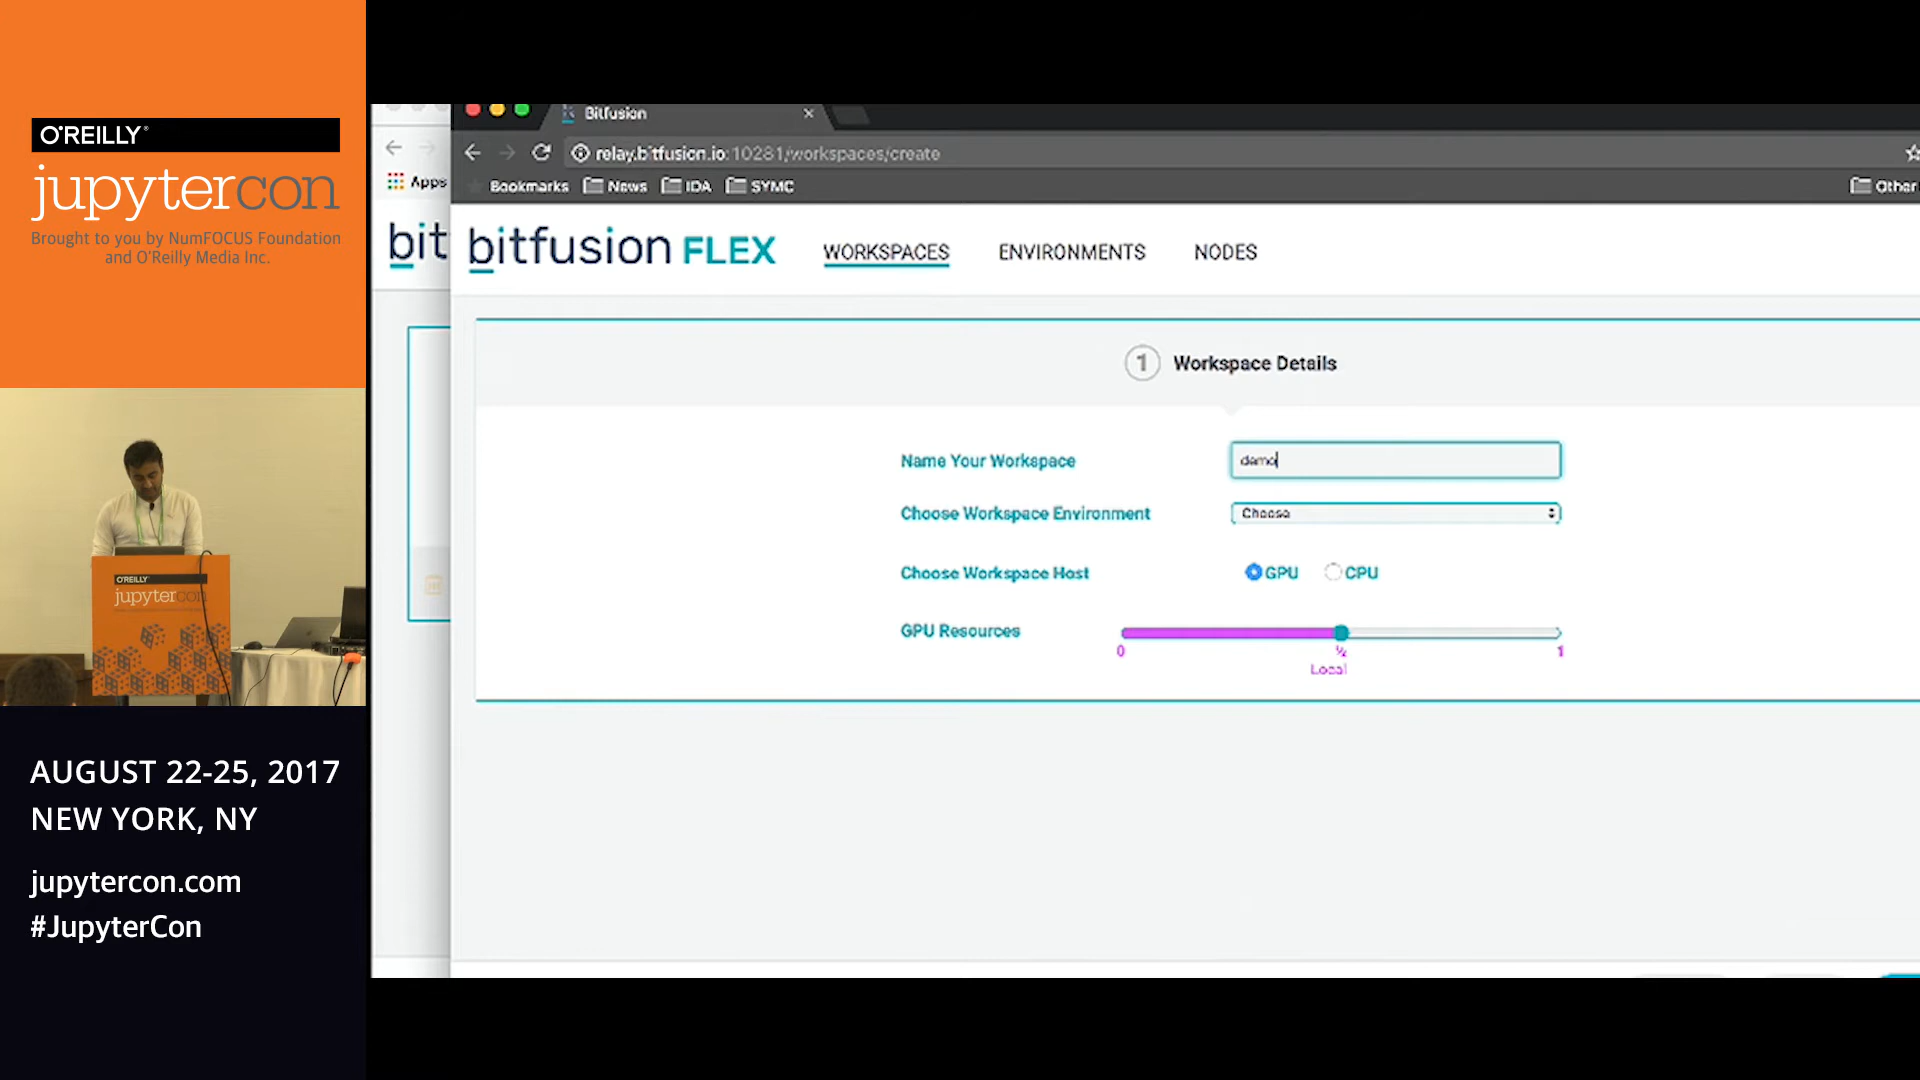 O'REILLY®
jupytercon
Brought to you by NumFOCUS Foundation
and O'Reilly Media Inc.
O'REILLY
jupytercon
AUGUST 22-25, 2017
NEW YORK, NY
jupytercon.com
#JupyterCon
Apps
bit
Bitfusion
relay.bitfusion.io:10281/workspaces/create
Bookmarks News IDA SYMC Other
bitfusion FLEX WORKSPACES ENVIRONMENTS NODES
1 Workspace Details
Name Your Workspace demo
Choose Workspace Environment Choose
Choose Workspace Host GPU CPU
GPU Resources
0 ½ 1
Local